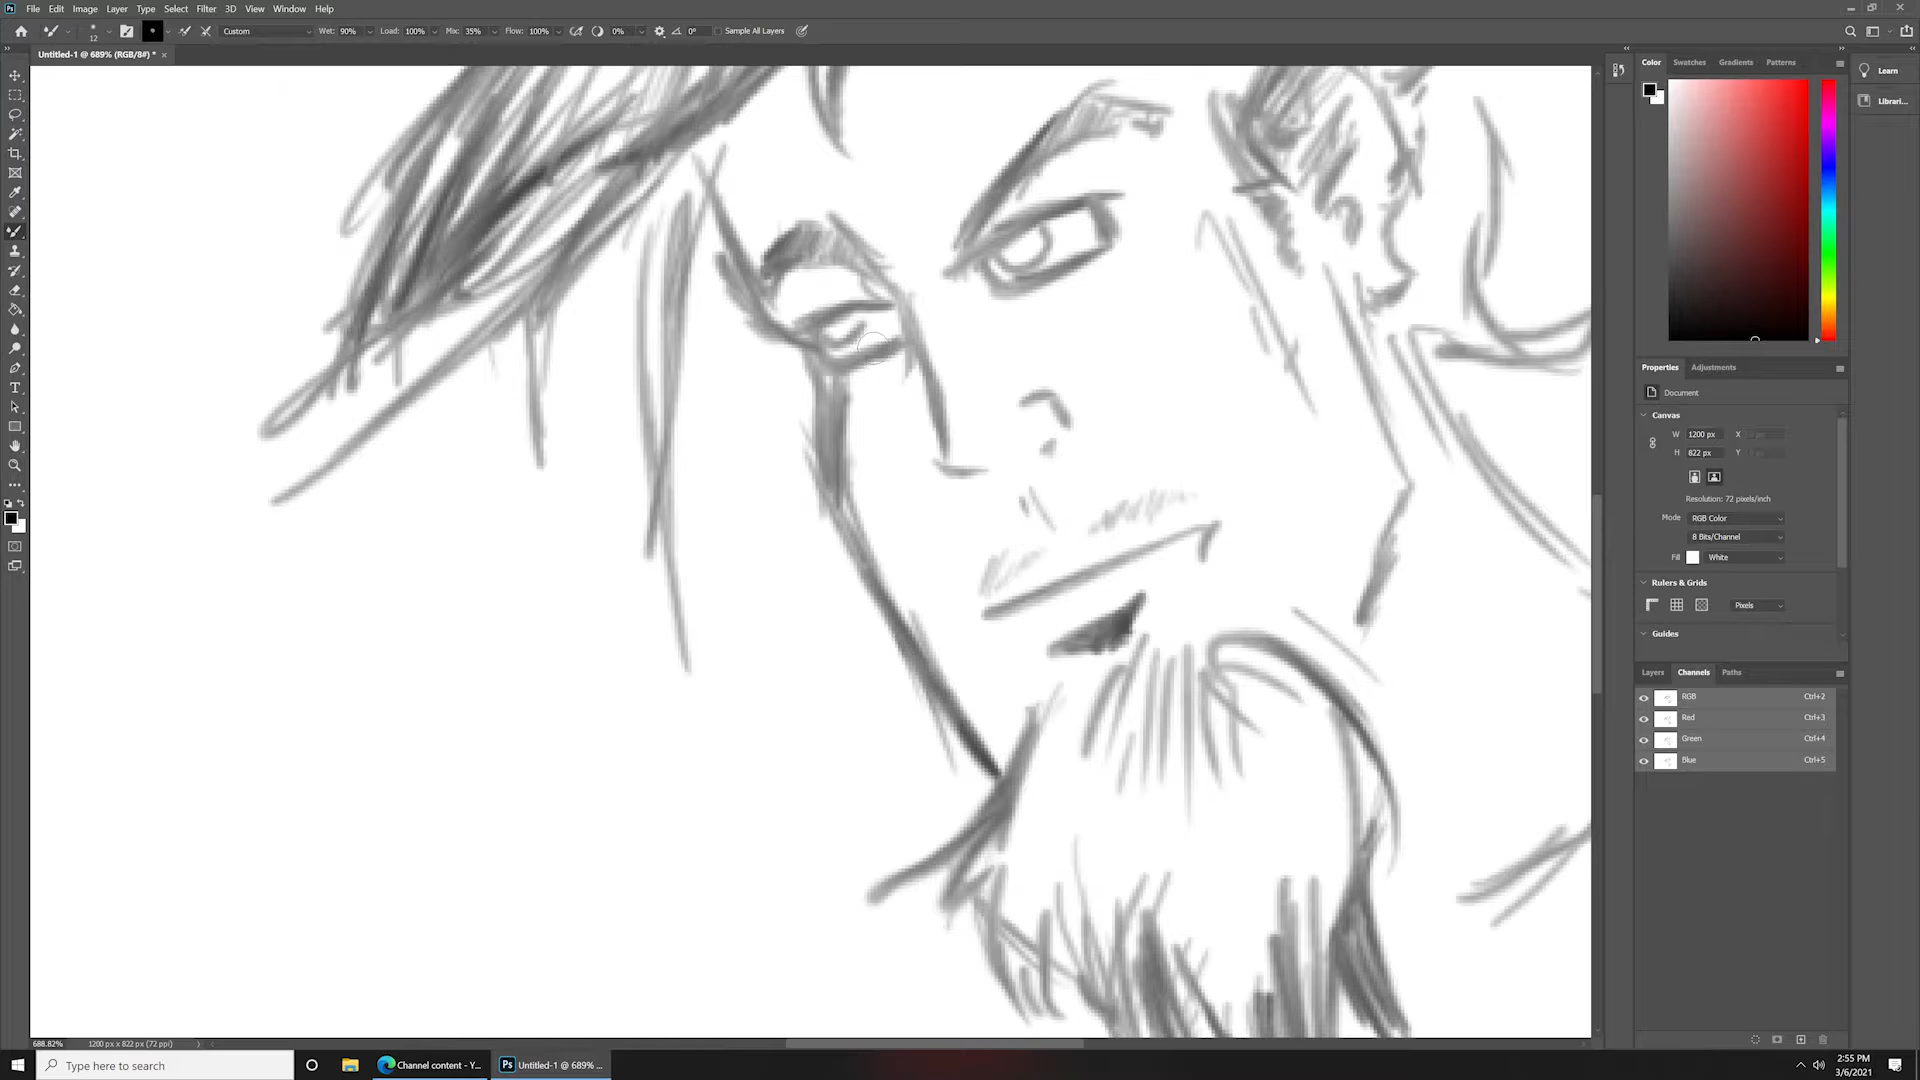 Ps File Edit Image Layer Type Select Filter 3D View Window Help
12 Custom Wet: 90% Load: 100% Mix: 35% Flow: 100% 0% 0° Sample All Layers
Untitled-1 @ 689% (RGB/8#) *
Color Swatches Gradients Patterns
Learn
Librari...
Properties Adjustments
Document
Canvas
W 1200 px X
H 822 px Y
Resolution: 72 pixels/inch
Mode RGB Color
8 Bits/Channel
Fill White
Rulers & Grids
Pixels
Guides
Layers Channels Paths
RGB Ctrl+2
Red Ctrl+3
Green Ctrl+4
Blue Ctrl+5
688.82% 1200 px x 822 px (72 ppi)
Type here to search
Channel content - Y...
Ps Untitled-1 @ 689% ...
2:55 PM
3/6/2021